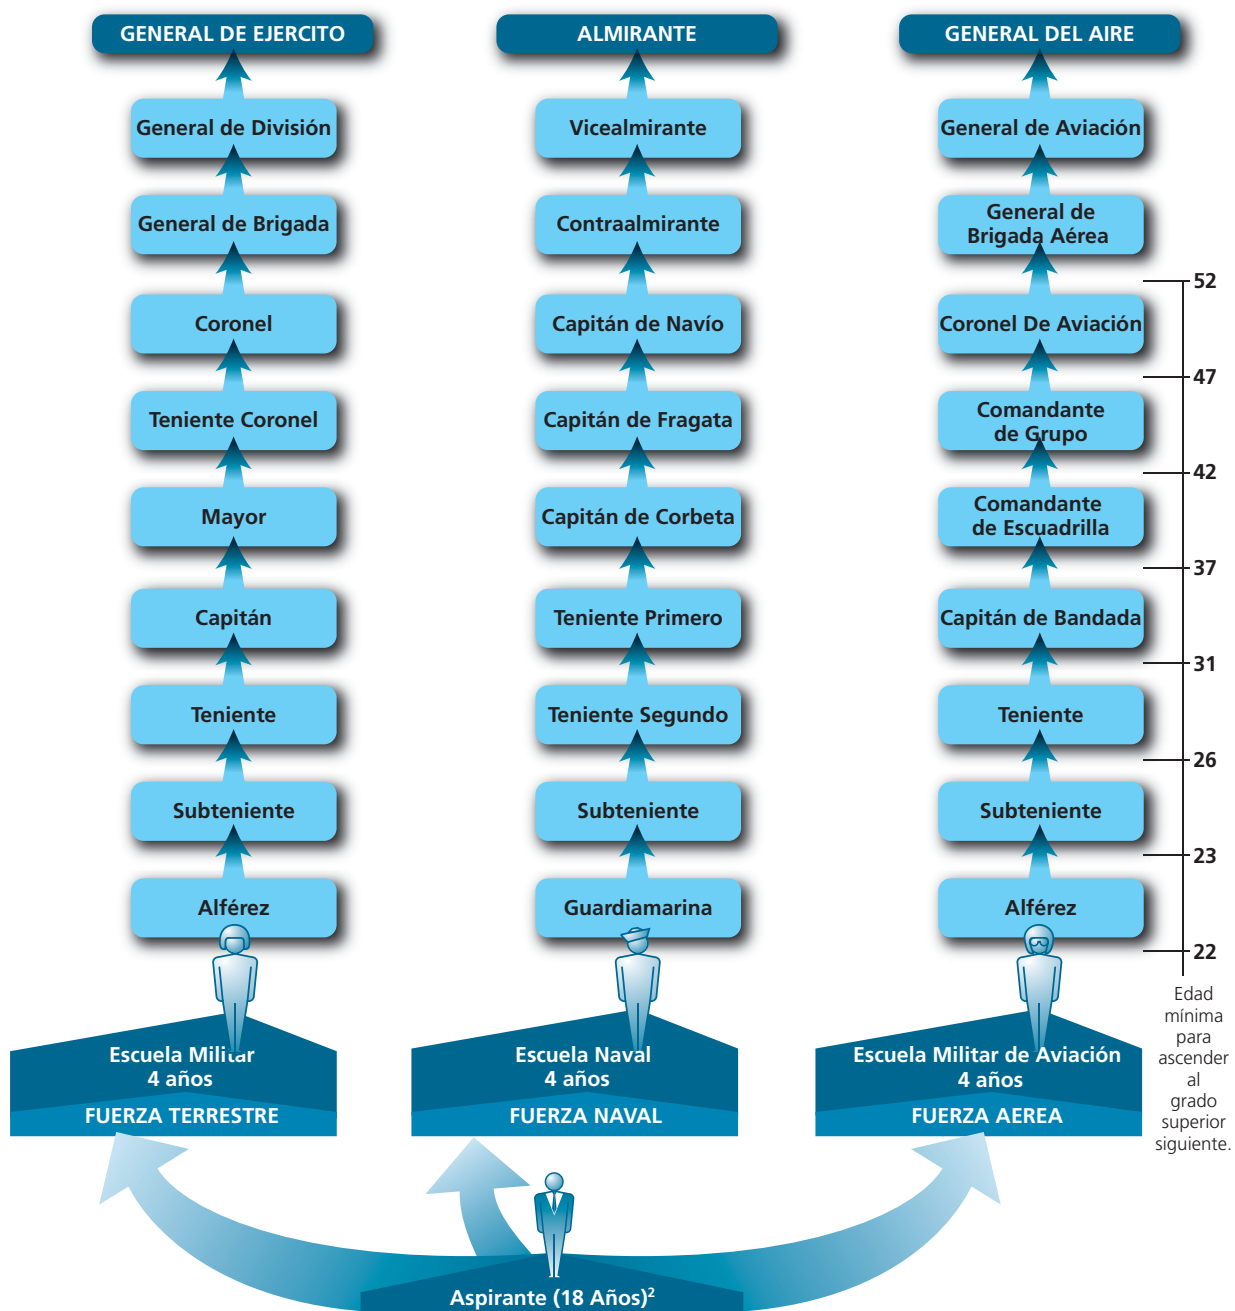 GENERAL DE EJERCITO
General de División
General de Brigada
Coronel
Teniente Coronel
Mayor
Capitán
Teniente
Subteniente
Alférez
Escuela Militar
4 años
FUERZA TERRESTRE
ALMIRANTE
Vicealmirante
Contraalmirante
Capitán de Navío
Capitán de Fragata
Capitán de Corbeta
Teniente Primero
Teniente Segundo
Subteniente
Guardiamarina
Escuela Naval
4 años
FUERZA NAVAL
GENERAL DEL AIRE
General de Aviación
General de
Brigada Aérea
Coronel De Aviación
Comandante
de Grupo
Comandante
de Escuadrilla
Capitán de Bandada
Teniente
Subteniente
Alférez
Escuela Militar de Aviación
4 años
FUERZA AEREA
52
47
42
37
31
26
23
22
Edad
mínima
para
ascender
al
grado
superior
siguiente.
Aspirante (18 Años)²